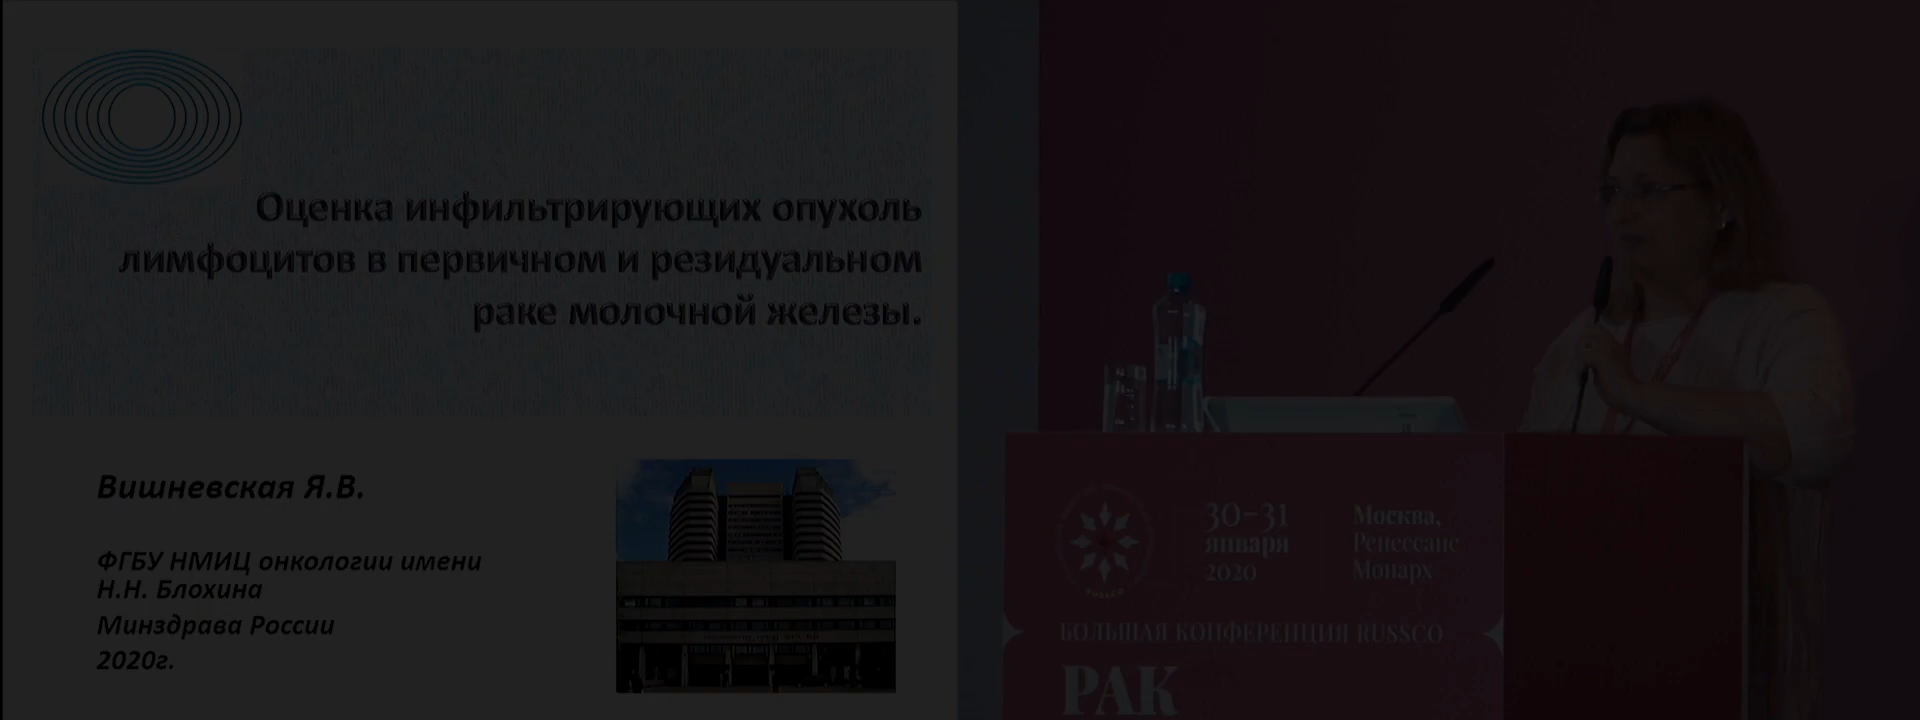 Оценка инфильтрирующих опухоль
лимфоцитов в первичном и резидуальном
раке молочной железы.
Вишневская Я.В.
ФГБУ НМИЦ онкологии имени
Н.Н. Блохина
Минздрава России
2020г.
30-31
января
2020
Москва,
Ренессанс
Монарх
RUSSCO
БОЛЬШАЯ КОНФЕРЕНЦИЯ RUSSCO
РАК